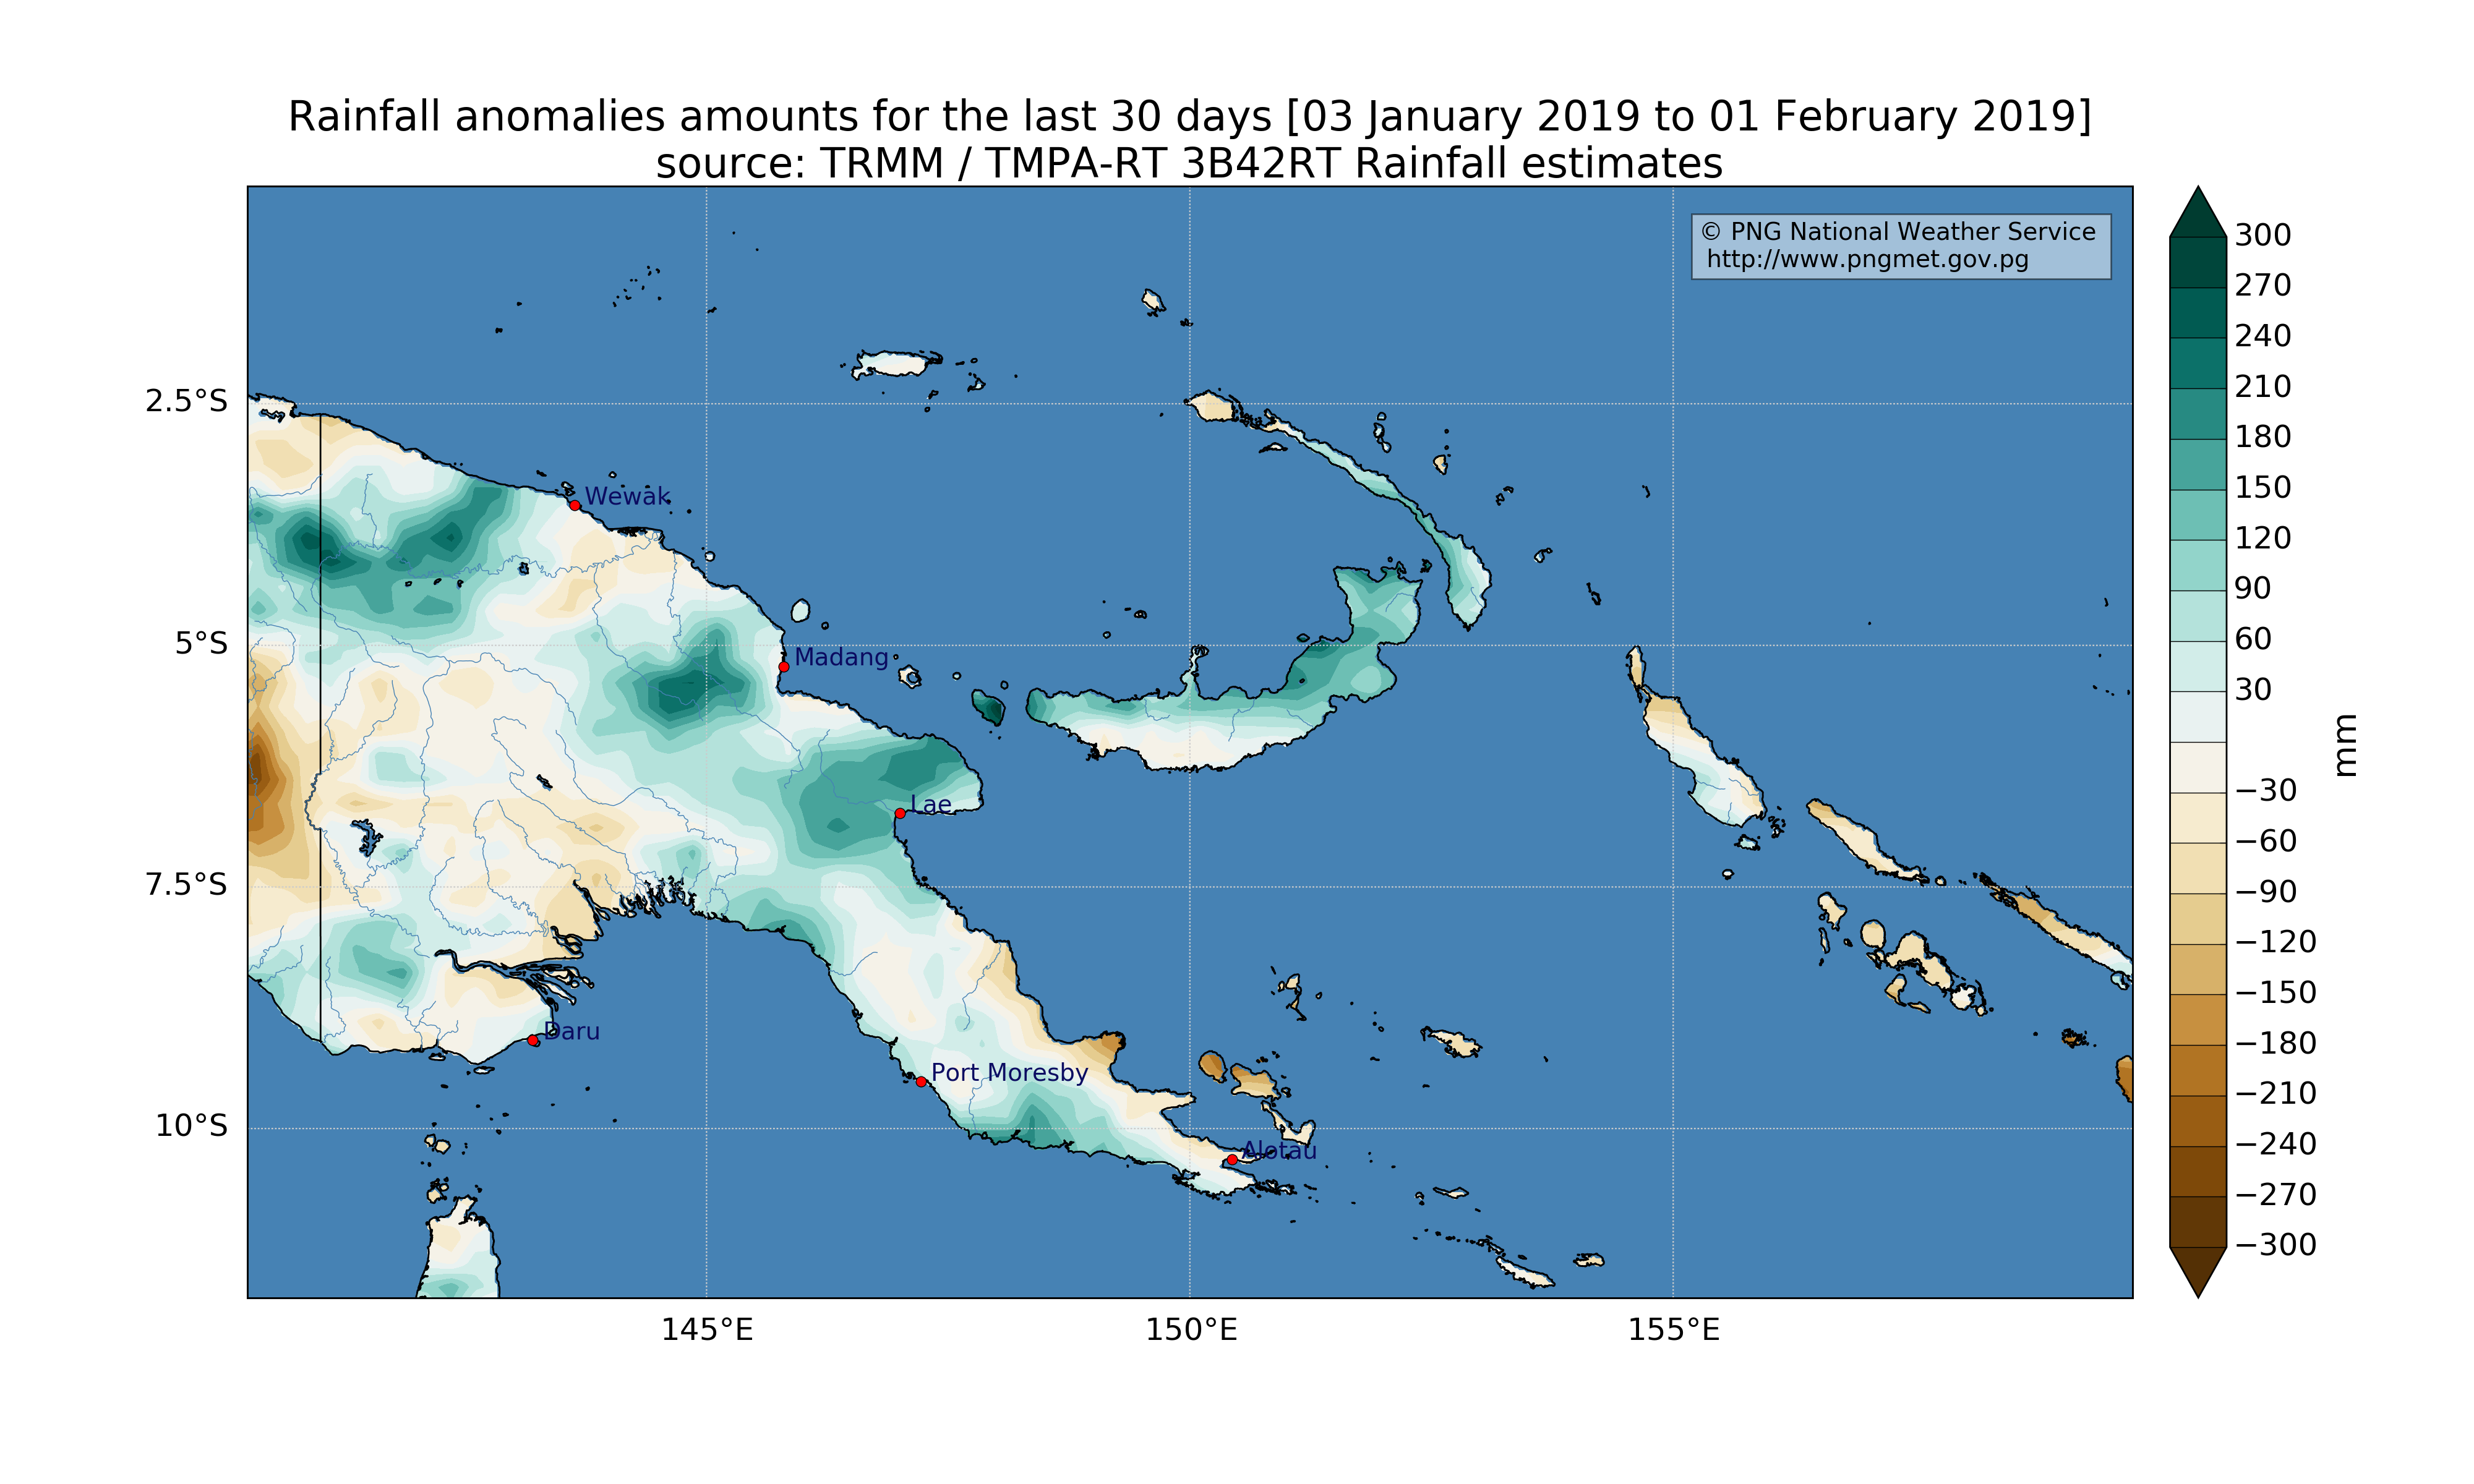 Rainfall anomalies amounts for the last 30 days [03 January 2019 to 01 February 2019]
source: TRMM / TMPA-RT 3B42RT Rainfall estimates
© PNG National Weather Service
http://www.pngmet.gov.pg
2.5°S
5°S
7.5°S
10°S
145°E
150°E
155°E
Wewak
Madang
Lae
Daru
Port Moresby
Alotau
300
270
240
210
180
150
120
90
60
30
−30
−60
−90
−120
−150
−180
−210
−240
−270
−300
mm